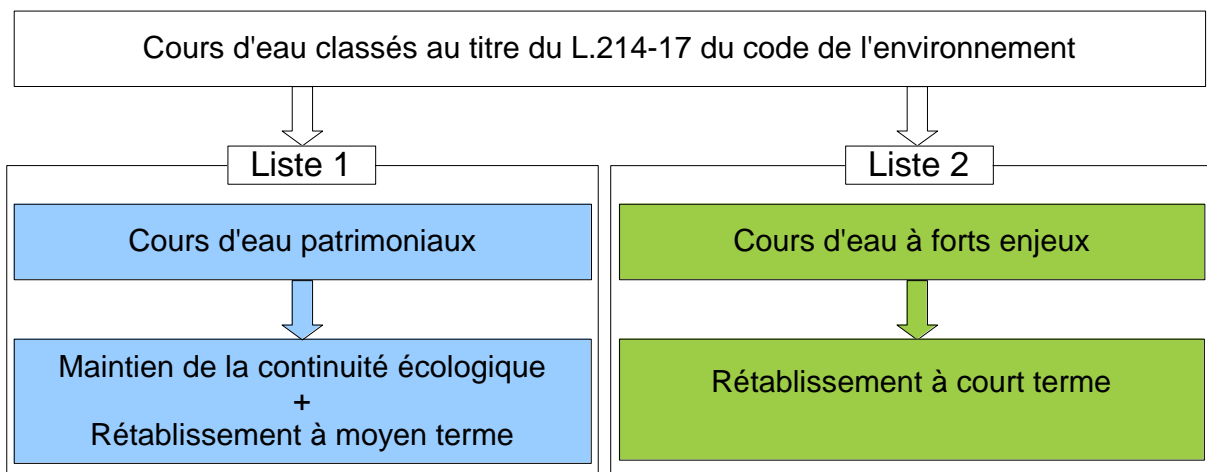 Cours d'eau classés au titre du L.214-17 du code de l'environnement
Liste 1
Cours d'eau patrimoniaux
Maintien de la continuité écologique
+
Rétablissement à moyen terme
Liste 2
Cours d'eau à forts enjeux
Rétablissement à court terme